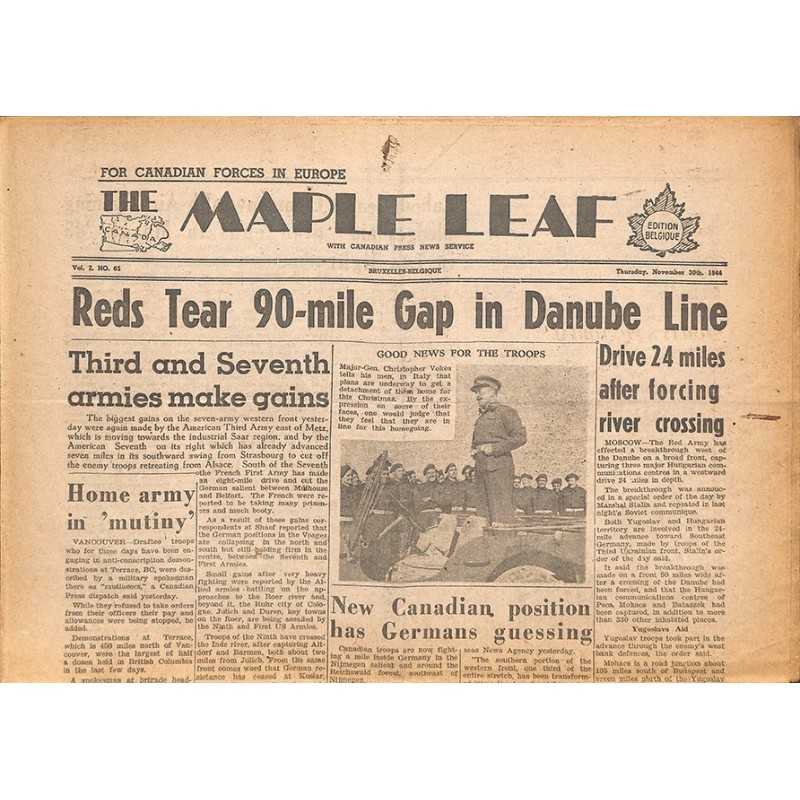 FOR CANADIAN FORCES IN EUROPE
THE MAPLE LEAF
CANADA
EDITION
BELGIQUE
WITH CANADIAN PRESS NEWS SERVICE
Vol. 2. NO. 65
BRUXELLES-BELGIQUE
Thursday, November 30th, 1944
Reds Tear 90-mile Gap in Danube Line
Third and Seventh
armies make gains
The biggest gains on the seven-army western front yester-
day were again made by the American Third Army east of Metz,
which is moving towards the industrial Saar region, and by the
American Seventh on its right which has already advanced
seven miles in its southward swing from Strasbourg to cut off
the enemy troops retreating from Alsace. South of the Seventh
the French First Army has made
an eight-mile drive and cut the
German salient between Mulhouse
and Belfort. The French were re-
ported to be taking many prison-
ers and much booty.
As a result of these gains cor-
respondents at Shaef reported that
the German positions in the Vosges
are collapsing in the north and
south but still holding firm in the
centre, between the Seventh and
First Armies.
Small gains after very heavy
fighting were reported by the Al-
lied armies battling on the ap-
proaches to the Roer river and,
beyond it, the Ruhr city of Colo-
Julich and Duren, key towns
on the Roer, are being assailed by
the Ninth and First US Armies.
Troops of the Ninth have crossed
the Inde river, after capturing Alt-
dorf and Barmen, both about two
miles from Julich. From the same
front comes word that German re-
sistance has ceased at Koslar,
Home army
in 'mutiny'
VANCOUVER—Draftee troops
who for three days have been en-
gaging in anti-conscription demon-
strations at Terrace, BC, were des-
cribed by a military spokesman
there as "mutinous," a Canadian
Press dispatch said yesterday.
While they refused to take orders
from their officers their pay and
allowances were being stopped, he
added.
Demonstrations at Terrace,
which is 450 miles north of Van-
couver, were the largest of half
a dozen held in British Columbia
in the last few days.
A spokesman at brigade head-
GOOD NEWS FOR THE TROOPS
Major-Gen. Christopher Vokes
tells his men, in Italy that
plans are underway to get a
detachment of them home for
this Christmas. By the ex-
pression on some of their
faces, one would judge that
they feel that they are in
line for this homegoing.
New Canadian position
has Germans guessing
Canadian troops are now fight-
ing a mile inside Germany in the
Nijmegen salient and around the
Reichswald forest, southeast of
Nijmegen.
seas News Agency yesterday.
"The southern portion of the
western front, one third of the
entire stretch, has been transform-
Drive 24 miles
after forcing
river crossing
MOSCOW—The Red Army has
effected a breakthrough west of
the Danube on a broad front, cap-
turing three major Hungarian com-
munications centres in a westward
drive 24 miles in depth.
The breakthrough was announc-
ed in a special order of the day by
Marshal Stalin and repeated in last
night's Soviet communique.
Both Yugoslav and Hungarian
territory are involved in the 24-
mile advance toward Southeast
Germany, made by troops of the
Third Ukrainian front, Stalin's or-
der of the day said.
It said the breakthrough was
made on a front 90 miles wide af-
ter a crossing of the Danube had
been forced, and that the Hungar-
ian communications centres of
Pecs, Mohacs and Bataszek had
been captured, in addition to more
than 330 other inhabited places.
Yugoslavs Aid
Yugoslav troops took part in the
advance through the enemy's west
bank defences, the order said.
Mohacs is a road junction about
105 miles south of Budapest and
seven miles north of the Yugoslav